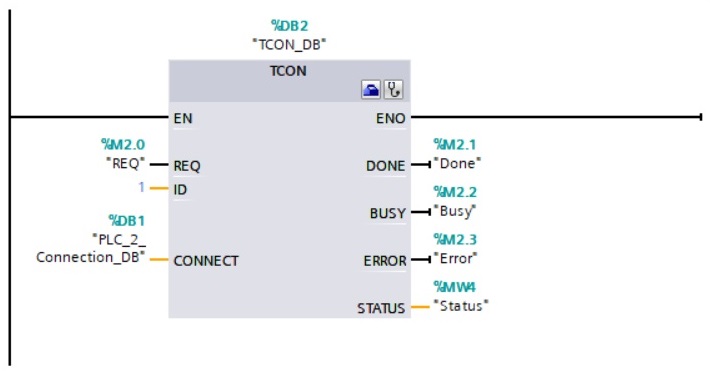 %DB2
"TCON_DB"
TCON
EN ENO
%M2.0 %M2.1
"REQ" REQ DONE "Done"
1 ID
%M2.2
BUSY "Busy"
%DB1
"PLC_2_
Connection_DB" CONNECT
%M2.3
ERROR "Error"
%MW4
STATUS "Status"